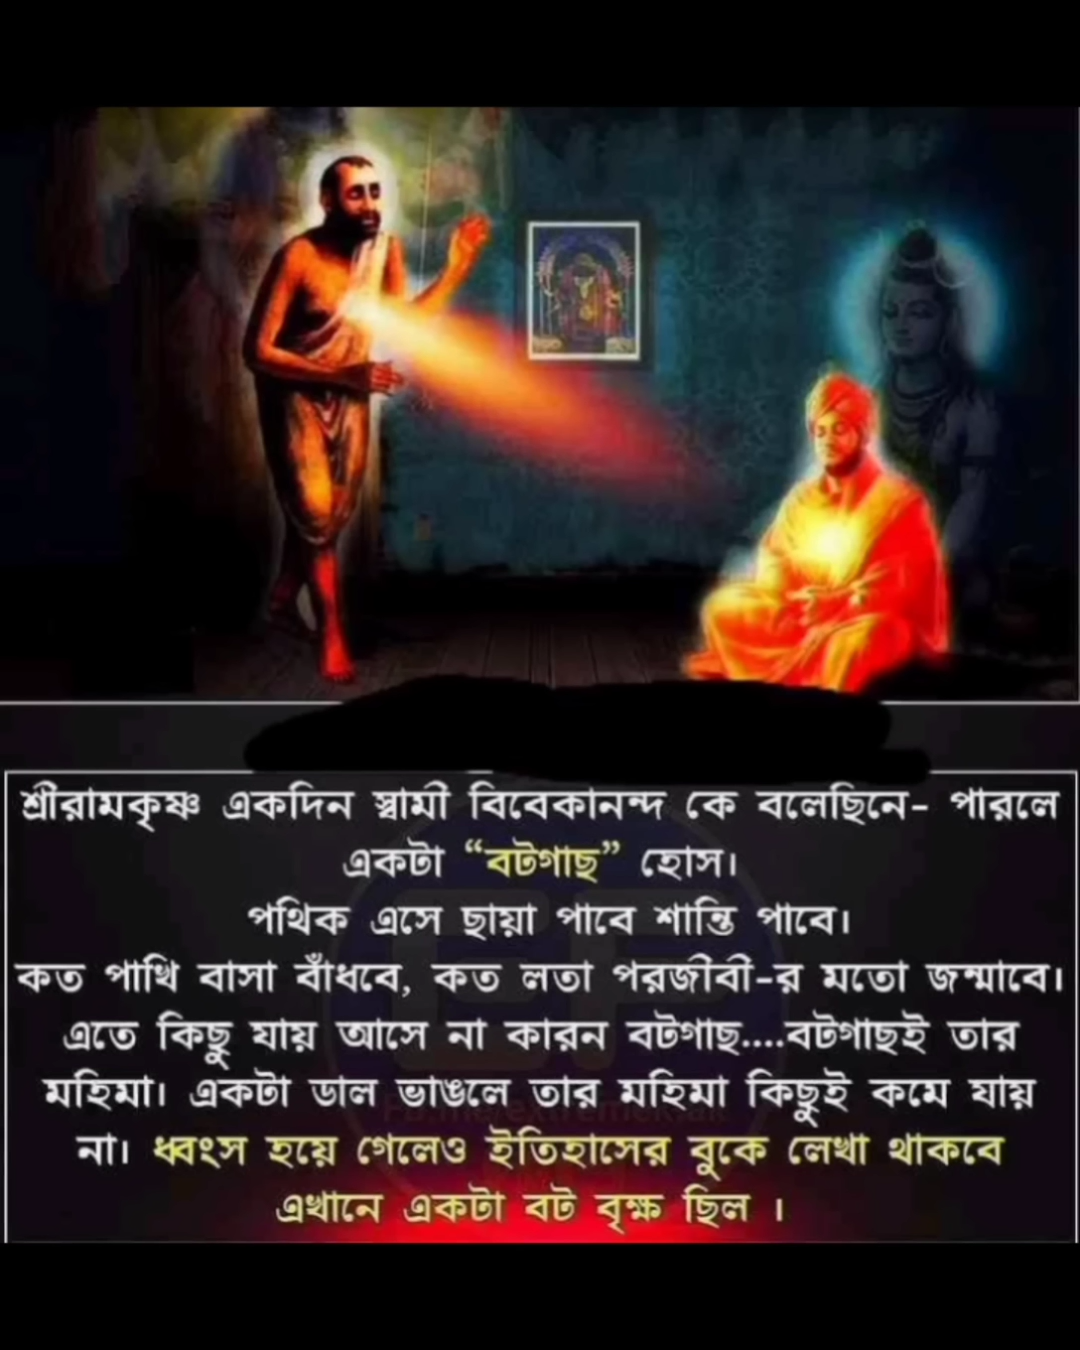 শ্রীরামকৃষ্ণ একদিন স্বামী বিবেকানন্দ কে বলেছিনে- পারলে
একটা “বটগাছ” হোস।
পথিক এসে ছায়া পাবে শান্তি পাবে।
কত পাখি বাসা বাঁধবে, কত লতা পরজীবী-র মতো জন্মাবে।
এতে কিছু যায় আসে না কারন বটগাছ....বটগাছই তার
মহিমা। একটা ডাল ভাঙলে তার মহিমা কিছুই কমে যায়
না। ধ্বংস হয়ে গেলেও ইতিহাসের বুকে লেখা থাকবে
এখানে একটা বট বৃক্ষ ছিল ।